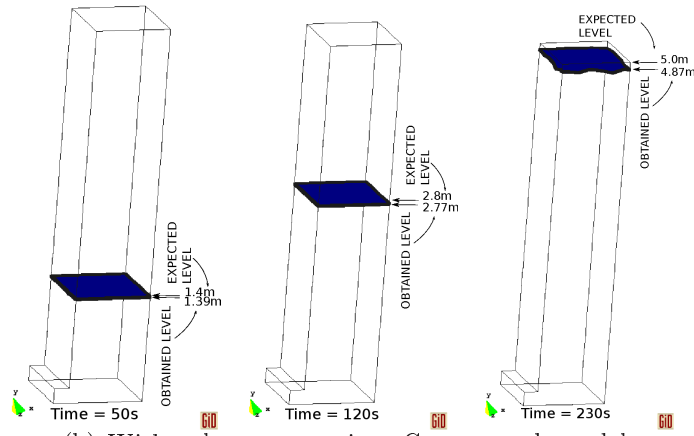 EXPECTED
LEVEL
1.4m
1.39m
OBTAINED LEVEL
y
x
Time = 50s
GiD
EXPECTED
LEVEL
2.8m
2.77m
OBTAINED LEVEL
y
x
Time = 120s
GiD
EXPECTED
LEVEL
5.0m
4.87m
OBTAINED LEVEL
y
x
Time = 230s
GiD